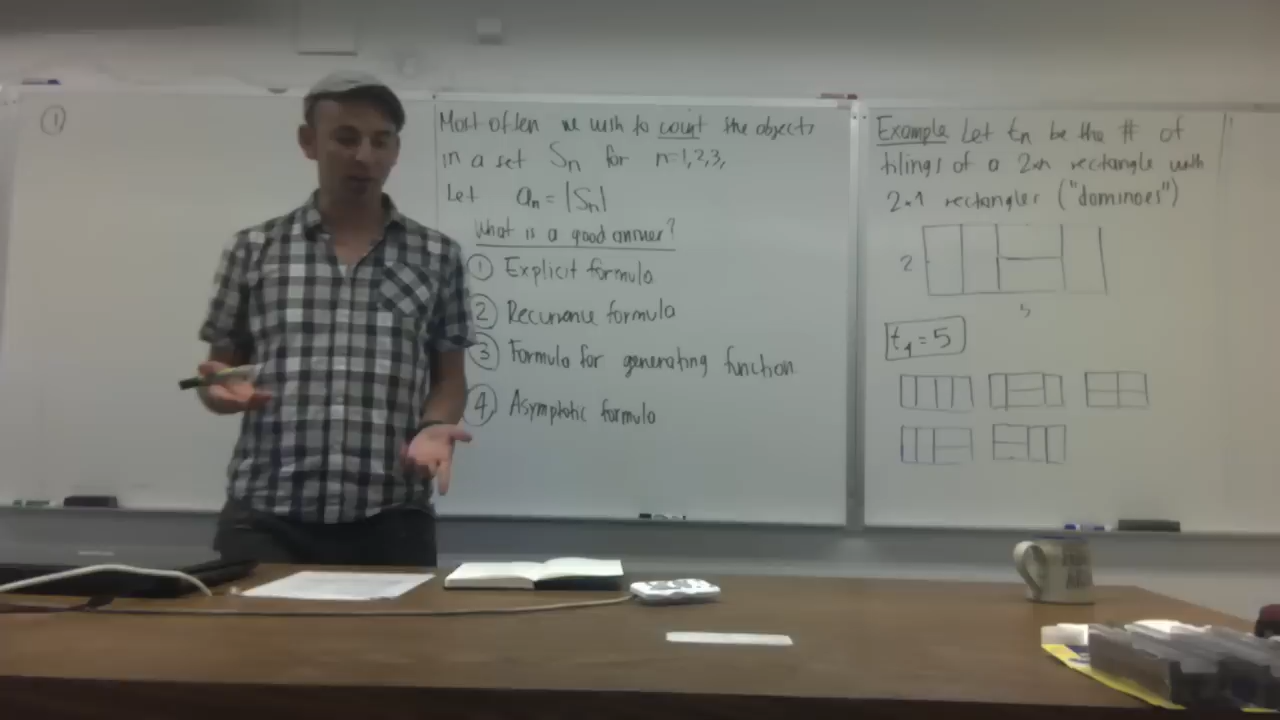 ①
Most often we wish to count the objects
in a set Sn for n=1,2,3,
Let an = |Sn|
What is a good answer?
① Explicit formula
② Recurrence formula
③ Formula for generating function
④ Asymptotic formula
Example Let tn be the # of
tilings of a 2×n rectangle with
2×1 rectangles ("dominoes")
2
5
t4 = 5